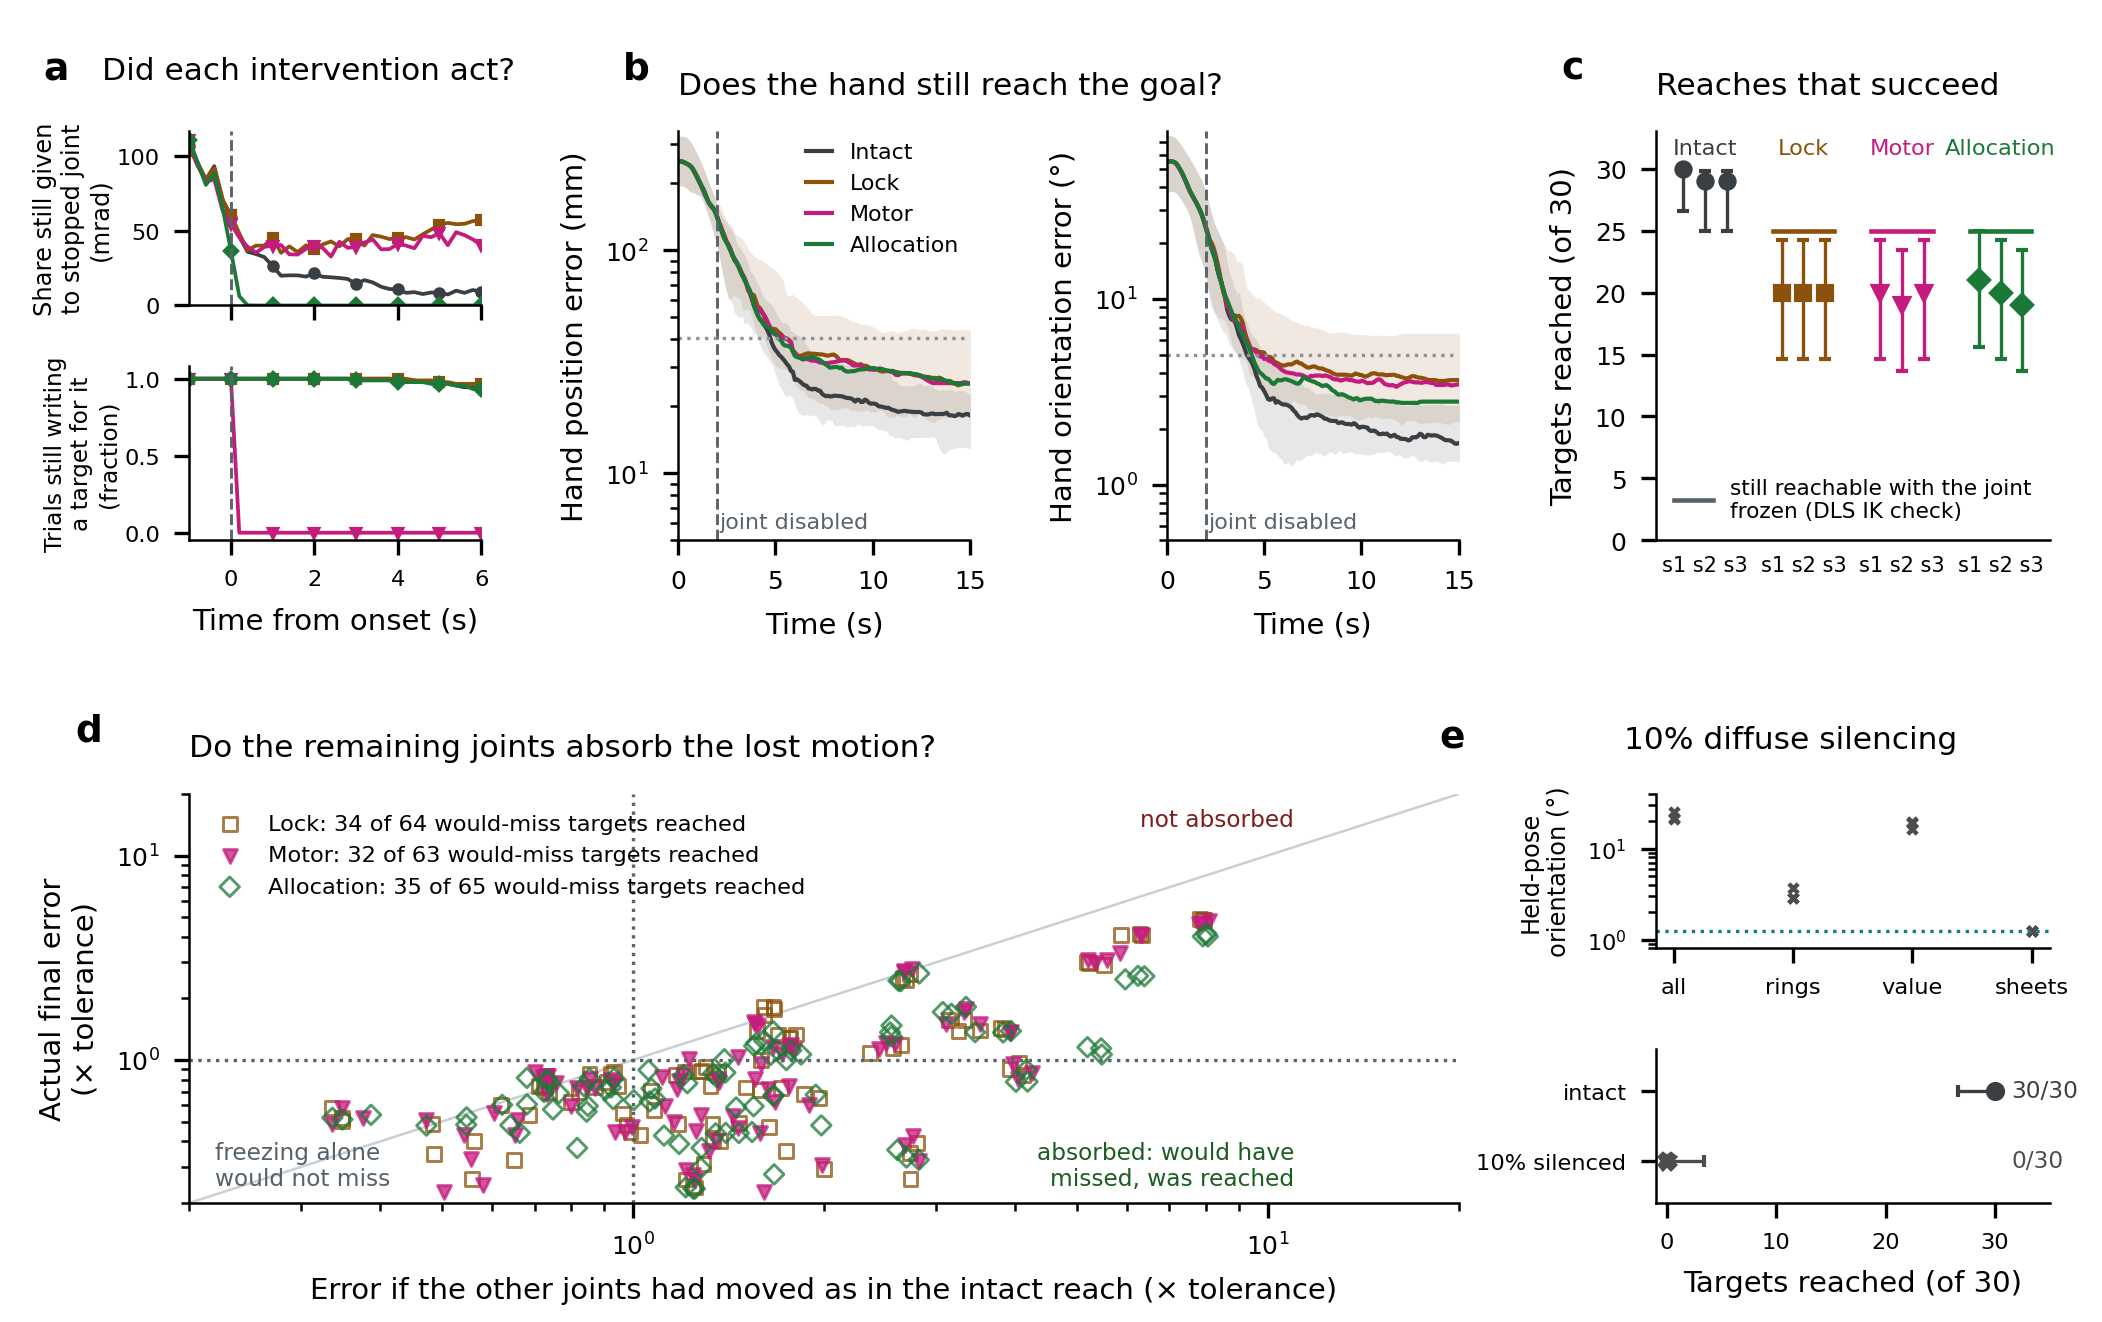 a Did each intervention act?
Share still given
to stopped joint
(mrad)
100
50
0
Trials still writing
a target for it
(fraction)
1.0
0.5
0.0
0 2 4 6
Time from onset (s)
b Does the hand still reach the goal?
Hand position error (mm)
10²
10¹
Intact
Lock
Motor
Allocation
joint disabled
0 5 10 15
Time (s)
Hand orientation error (°)
10¹
10⁰
joint disabled
0 5 10 15
Time (s)
c Reaches that succeed
Targets reached (of 30)
30
25
20
15
10
5
0
Intact Lock Motor Allocation
still reachable with the joint
frozen (DLS IK check)
s1 s2 s3 s1 s2 s3 s1 s2 s3 s1 s2 s3
d Do the remaining joints absorb the lost motion?
Actual final error
(× tolerance)
10¹
10⁰
Lock: 34 of 64 would-miss targets reached
Motor: 32 of 63 would-miss targets reached
Allocation: 35 of 65 would-miss targets reached
not absorbed
freezing alone
would not miss
absorbed: would have
missed, was reached
10⁰ 10¹
Error if the other joints had moved as in the intact reach (× tolerance)
e 10% diffuse silencing
Held-pose
orientation (°)
10¹
10⁰
all rings value sheets
intact 30/30
10% silenced 0/30
0 10 20 30
Targets reached (of 30)